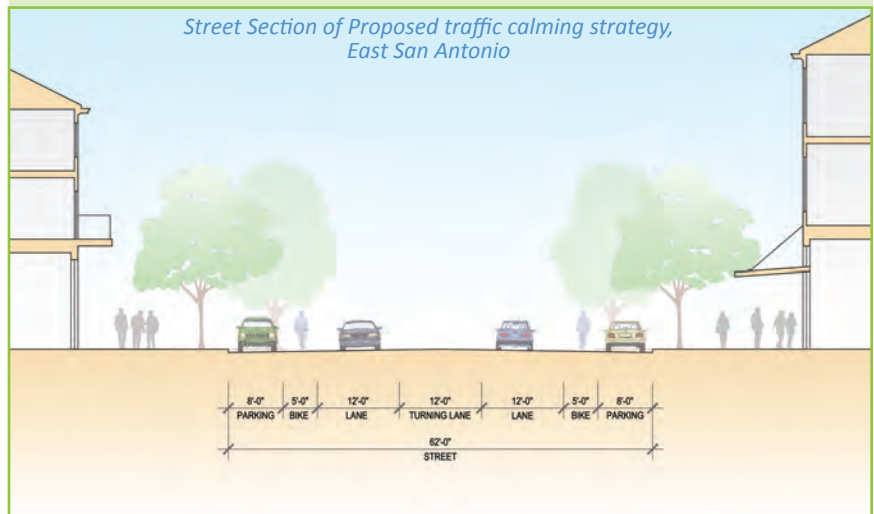 Street Section of Proposed traffic calming strategy,
East San Antonio
8'-0" 5'-0" 12'-0" 12'-0" 12'-0" 5'-0" 8'-0"
PARKING BIKE LANE TURNING LANE LANE BIKE PARKING
62'-0"
STREET